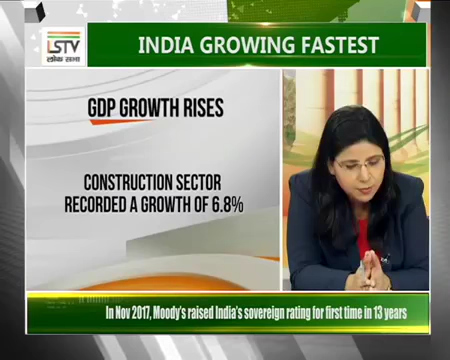 LSTV
लोक सभा
INDIA GROWING FASTEST
GDP GROWTH RISES
CONSTRUCTION SECTOR
RECORDED A GROWTH OF 6.8%
In Nov 2017, Moody's raised India's sovereign rating for first time in 13 years